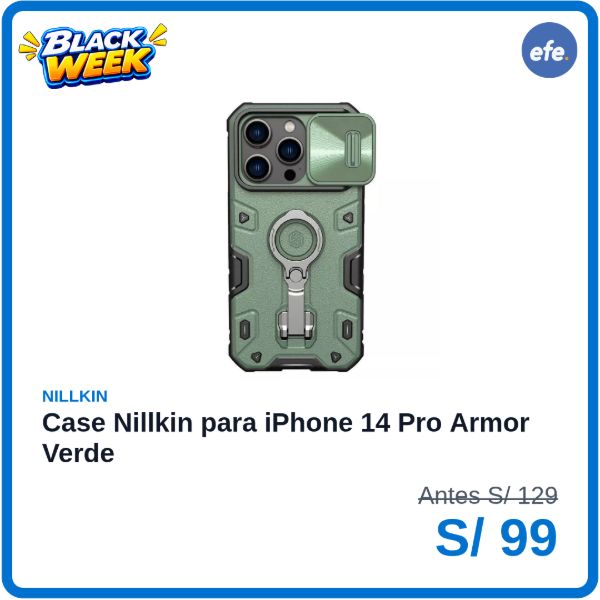 BLACK
WEEK
efe.
NILLKIN
Case Nillkin para iPhone 14 Pro Armor
Verde
Antes S/ 129
S/ 99